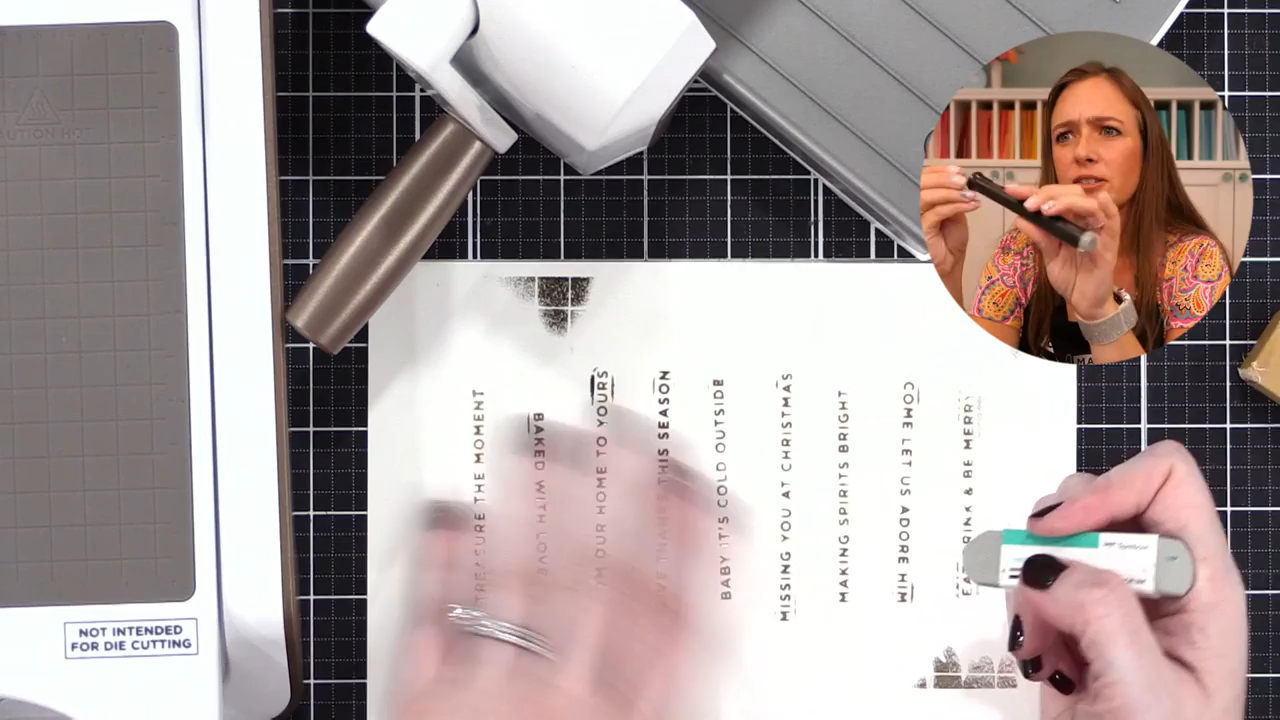 CAUTION HOT
NOT INTENDED
FOR DIE CUTTING
TREASURE THE MOMENT
BAKED WITH LOVE
OUR HOME TO YOURS
THIS SEASON
BABY IT'S COLD OUTSIDE
MISSING YOU AT CHRISTMAS
MAKING SPIRITS BRIGHT
COME LET US ADORE HIM
& BE MERRY